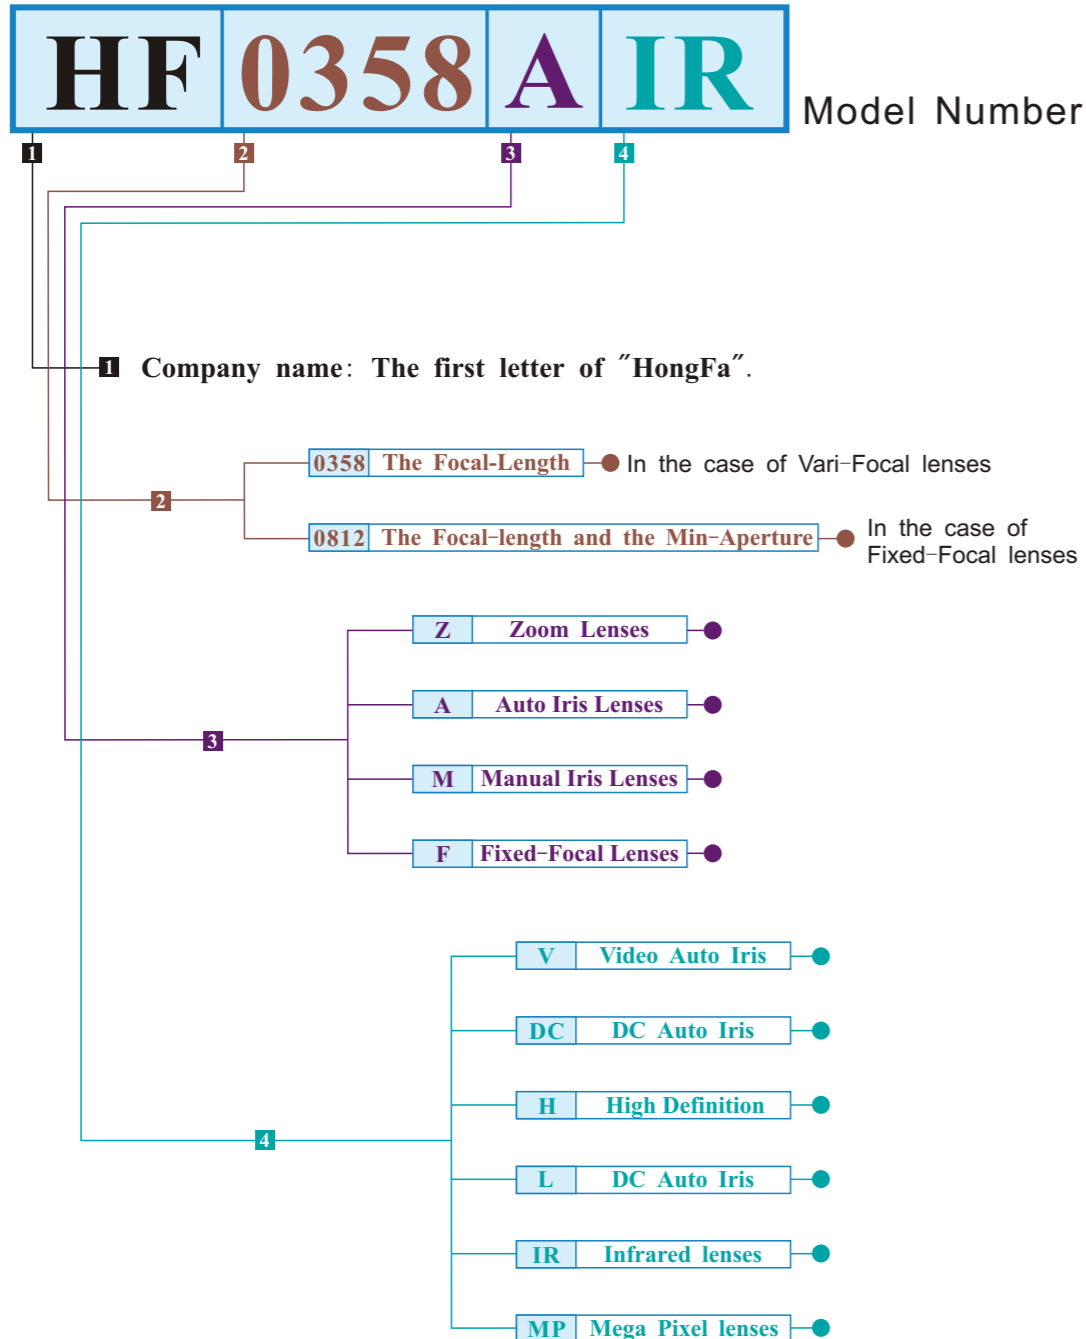 HF 0358 A IR
Model Number
1 2 3 4
1 Company name: The first letter of ″HongFa″.
0358 The Focal-Length In the case of Vari-Focal lenses
2
0812 The Focal-length and the Min-Aperture In the case of
Fixed-Focal lenses
Z Zoom Lenses
A Auto Iris Lenses
3
M Manual Iris Lenses
F Fixed-Focal Lenses
V Video Auto Iris
DC DC Auto Iris
H High Definition
4
L DC Auto Iris
IR Infrared lenses
MP Mega Pixel lenses